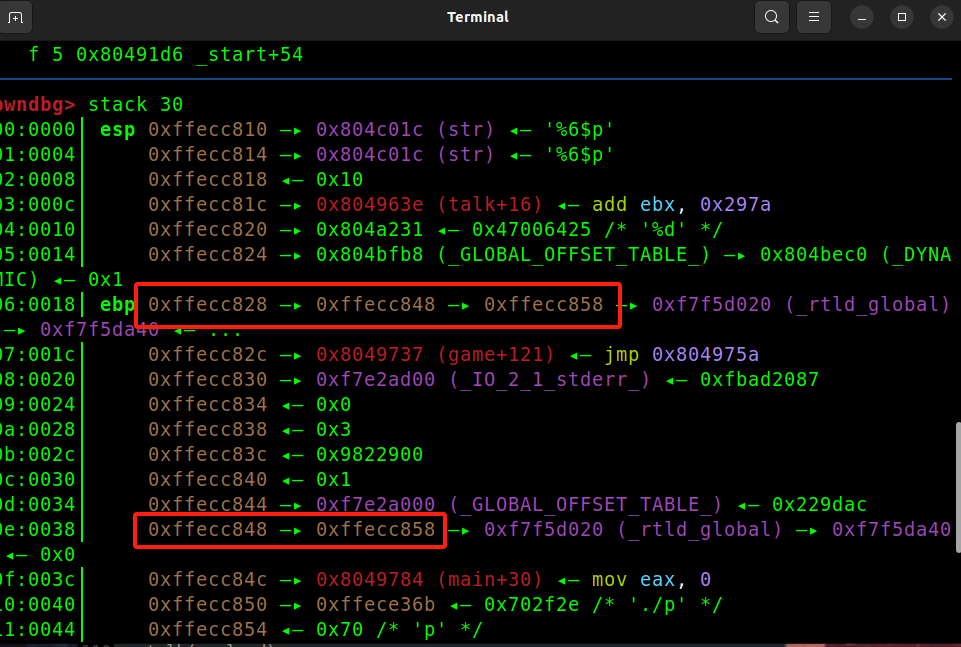 Terminal
f 5 0x80491d6 _start+54
pwndbg> stack 30
00:0000│ esp 0xffecc810 —▸ 0x804c01c (str) ◂— '%6$p'
01:0004│ 0xffecc814 —▸ 0x804c01c (str) ◂— '%6$p'
02:0008│ 0xffecc818 ◂— 0x10
03:000c│ 0xffecc81c —▸ 0x804963e (talk+16) ◂— add ebx, 0x297a
04:0010│ 0xffecc820 —▸ 0x804a231 ◂— 0x47006425 /* '%d' */
05:0014│ 0xffecc824 —▸ 0x804bfb8 (_GLOBAL_OFFSET_TABLE_) —▸ 0x804bec0 (_DYNA
MIC) ◂— 0x1
06:0018│ ebp 0xffecc828 —▸ 0xffecc848 —▸ 0xffecc858 —▸ 0xf7f5d020 (_rtld_global)
—▸ 0xf7f5da40 ◂— ...
07:001c│ 0xffecc82c —▸ 0x8049737 (game+121) ◂— jmp 0x804975a
08:0020│ 0xffecc830 —▸ 0xf7e2ad00 (_IO_2_1_stderr_) ◂— 0xfbad2087
09:0024│ 0xffecc834 ◂— 0x0
0a:0028│ 0xffecc838 ◂— 0x3
0b:002c│ 0xffecc83c ◂— 0x9822900
0c:0030│ 0xffecc840 ◂— 0x1
0d:0034│ 0xffecc844 —▸ 0xf7e2a000 (_GLOBAL_OFFSET_TABLE_) ◂— 0x229dac
0e:0038│ 0xffecc848 —▸ 0xffecc858 —▸ 0xf7f5d020 (_rtld_global) —▸ 0xf7f5da40
◂— 0x0
0f:003c│ 0xffecc84c —▸ 0x8049784 (main+30) ◂— mov eax, 0
10:0040│ 0xffecc850 —▸ 0xffece36b ◂— 0x702f2e /* './p' */
11:0044│ 0xffecc854 ◂— 0x70 /* 'p' */